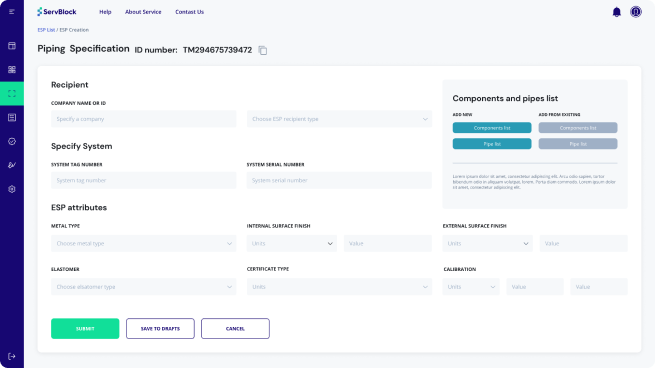 ServBlock
Help
About Service
Contact Us
ESP List / ESP Creation
Piping Specification ID number: TM294675739472
Recipient
COMPANY NAME OR ID
Specify a company
Choose ESP recipient type
Specify System
SYSTEM TAG NUMBER
SYSTEM SERIAL NUMBER
System tag number
System serial number
ESP attributes
METAL TYPE
INTERNAL SURFACE FINISH
EXTERNAL SURFACE FINISH
Choose metal type
Units
Value
Units
Value
ELASTOMER
CERTIFICATE TYPE
CALIBRATION
Choose elastomer type
Units
Units
Value
Value
SUBMIT
SAVE TO DRAFTS
CANCEL
Components and pipes list
ADD NEW
ADD FROM EXISTING
Components list
Components list
Pipe list
Pipe list
Lorem ipsum dolor sit amet, consectetur adipiscing elit. Arcu odio sapien, tortor
bibendum odio in aliquam volutpat, lorem. Porta diam commodo. Lorem ipsum dolor
sit amet, consectetur adipiscing elit.